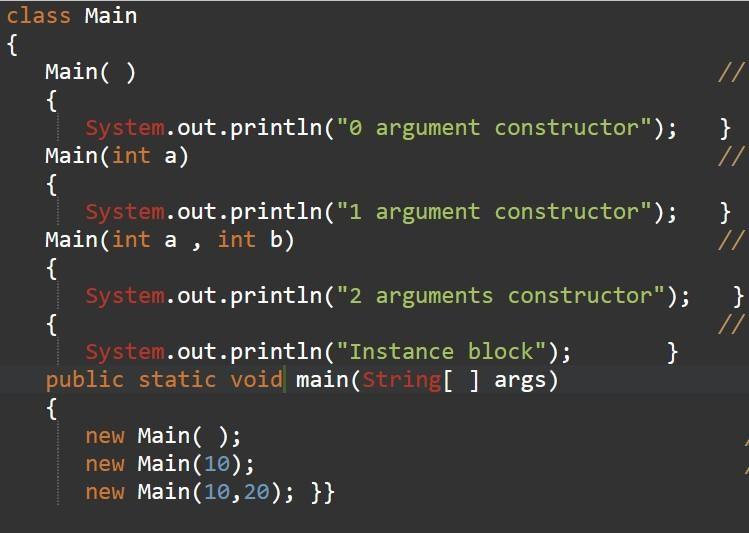 class Main
{
Main( ) //
{
System.out.println("0 argument constructor"); }
Main(int a) //
{
System.out.println("1 argument constructor"); }
Main(int a , int b) //
{
System.out.println("2 arguments constructor"); }
{ //
System.out.println("Instance block"); }
public static void main(String[ ] args)
{
new Main( ); /
new Main(10); /
new Main(10,20); }}